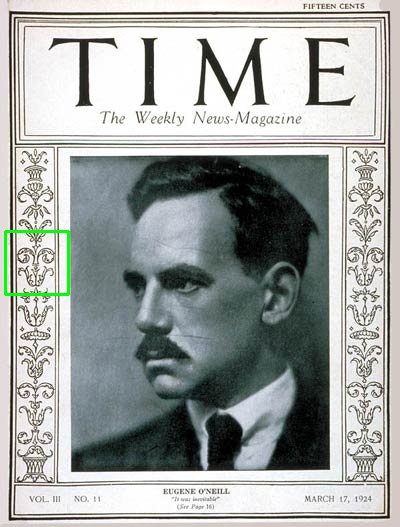 FIFTEEN CENTS
TIME
The Weekly News-Magazine
EUGENE O'NEILL
"It was inevitable"
(See Page 16)
VOL. III NO. 11 MARCH 17, 1924